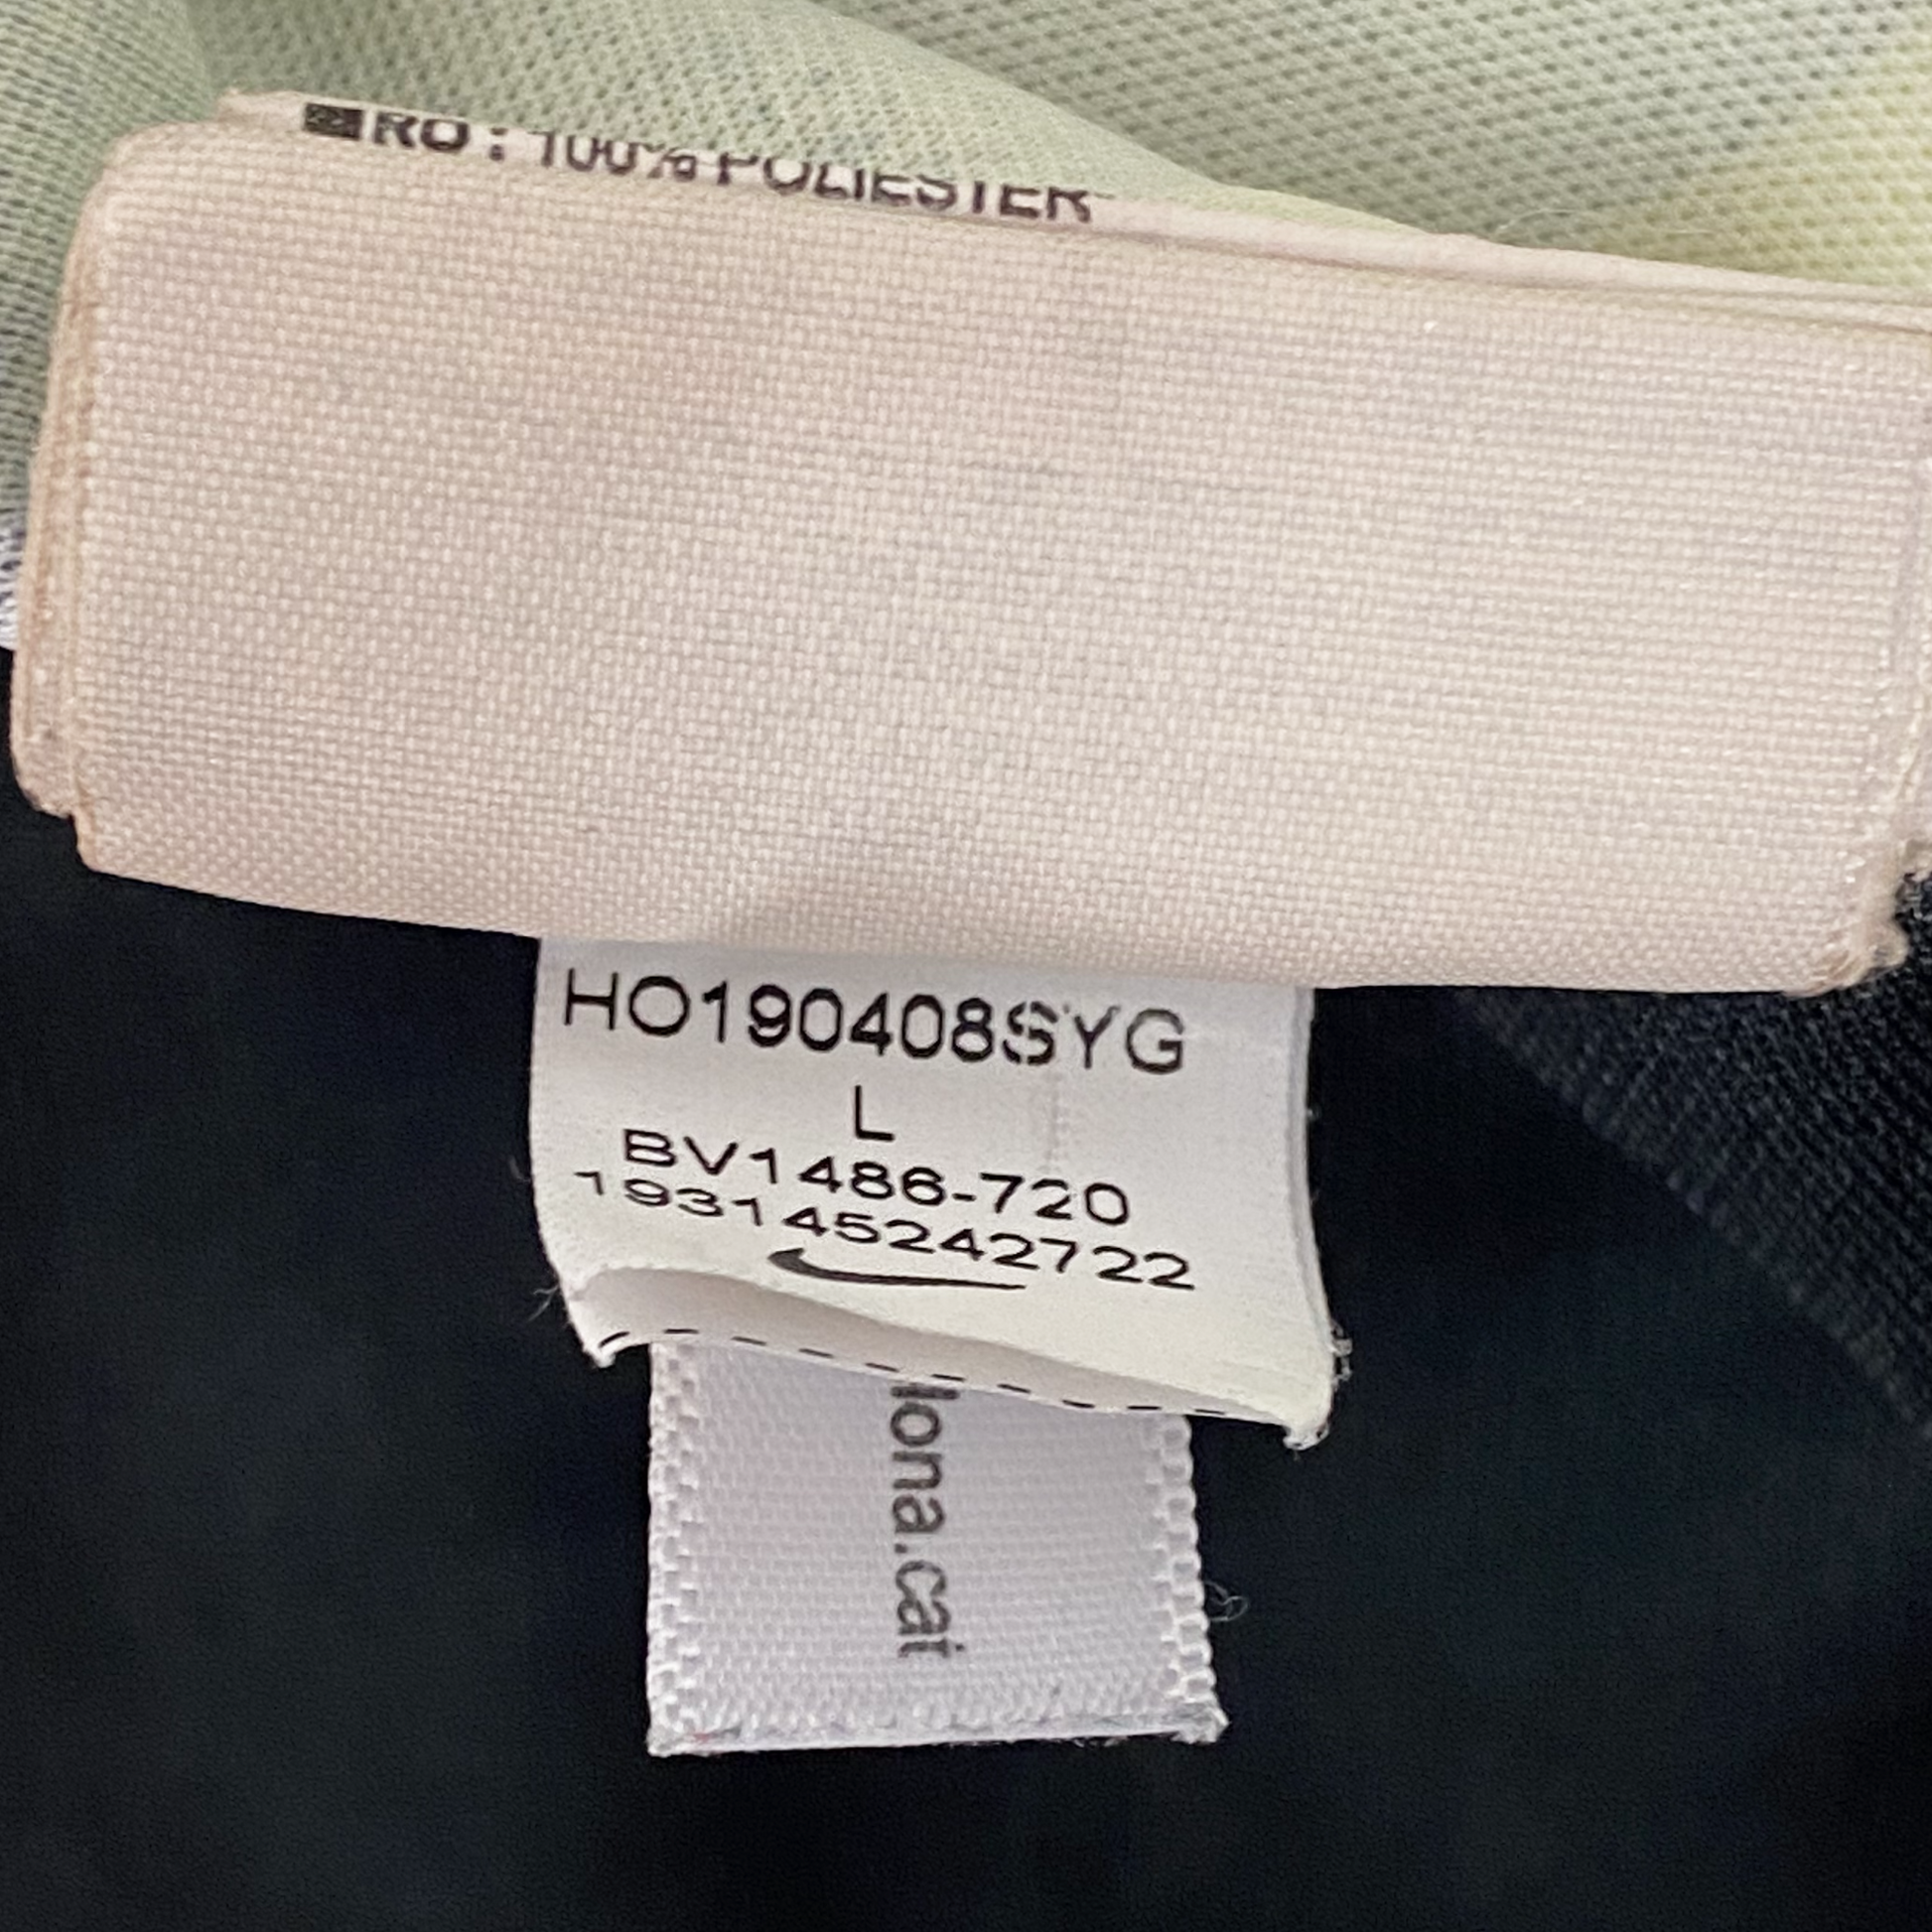 RO : 100% POLIESTER
HO190408SYG
L
BV1486-720
193145242722
lona.cat